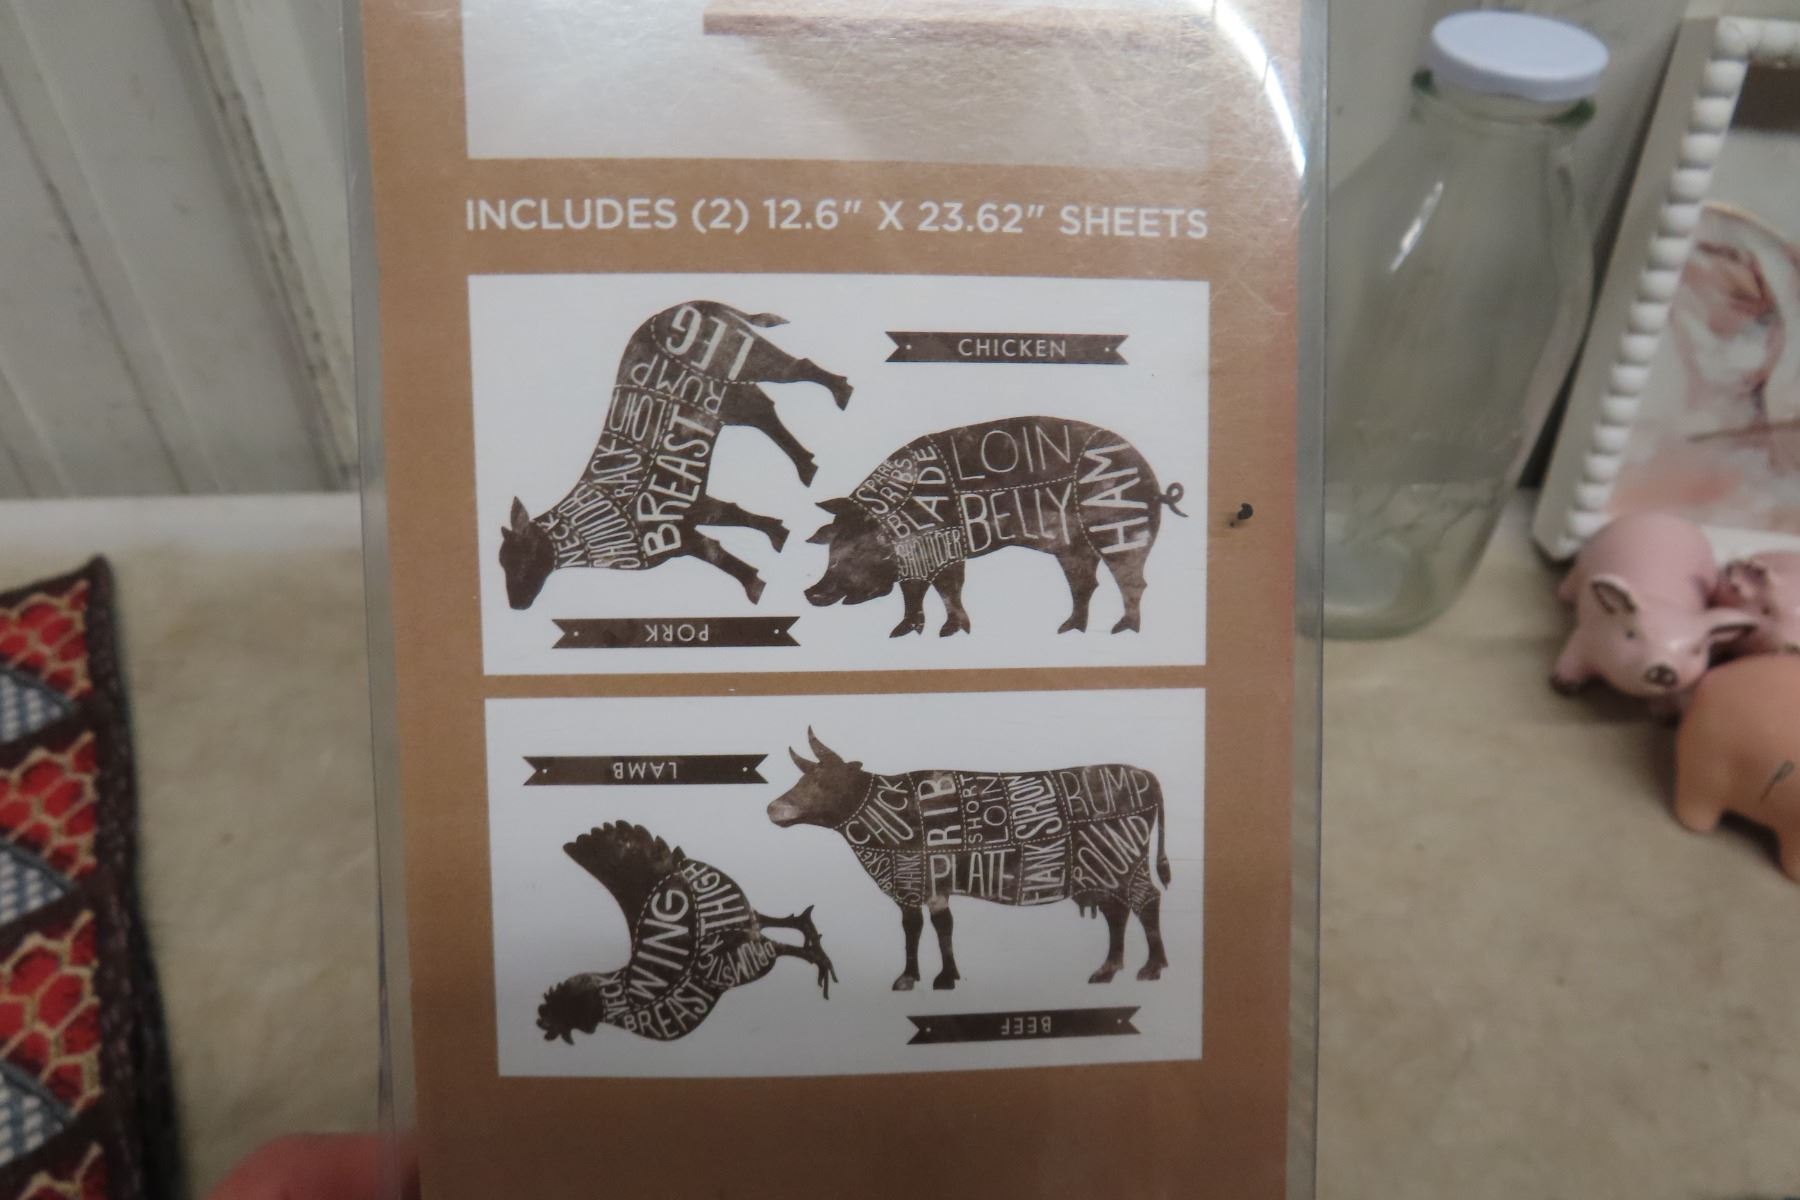 INCLUDES (2) 12.6" X 23.62" SHEETS
CHICKEN
LEG
RUMP
LOIN
RACK
BREAST
SHOULDER
NECK
SPARE
RIBS
BLADE
SHOULDER
LOIN
BELLY
HAM
PORK
LAMB
CHUCK
RIB
SHORT
LOIN
SIRLOIN
RUMP
BRISKET
SHANK
PLATE
FLANK
ROUND
SHANK
THIGH
WING
DRUMSTICK
NECK
BREAST
BEEF